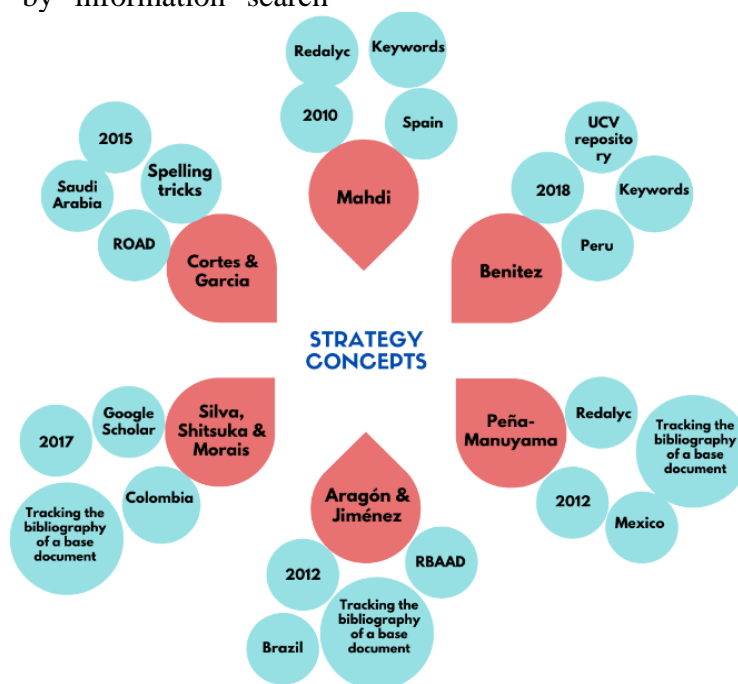 by information search
Redalyc
Keywords
2010
Spain
Mahdi
2015
Saudi
Arabia
Spelling
tricks
ROAD
Cortes &
Garcia
UCV
reposito
ry
2018
Keywords
Peru
Benitez
STRATEGY
CONCEPTS
Google
Scholar
2017
Silva,
Shitsuka &
Morais
Colombia
Tracking the
bibliography
of a base
document
Peña-
Manuyama
Redalyc
Tracking the
bibliography of
a base document
2012
Mexico
Aragón &
Jiménez
RBAAD
2012
Tracking the
bibliography
of a base
document
Brazil